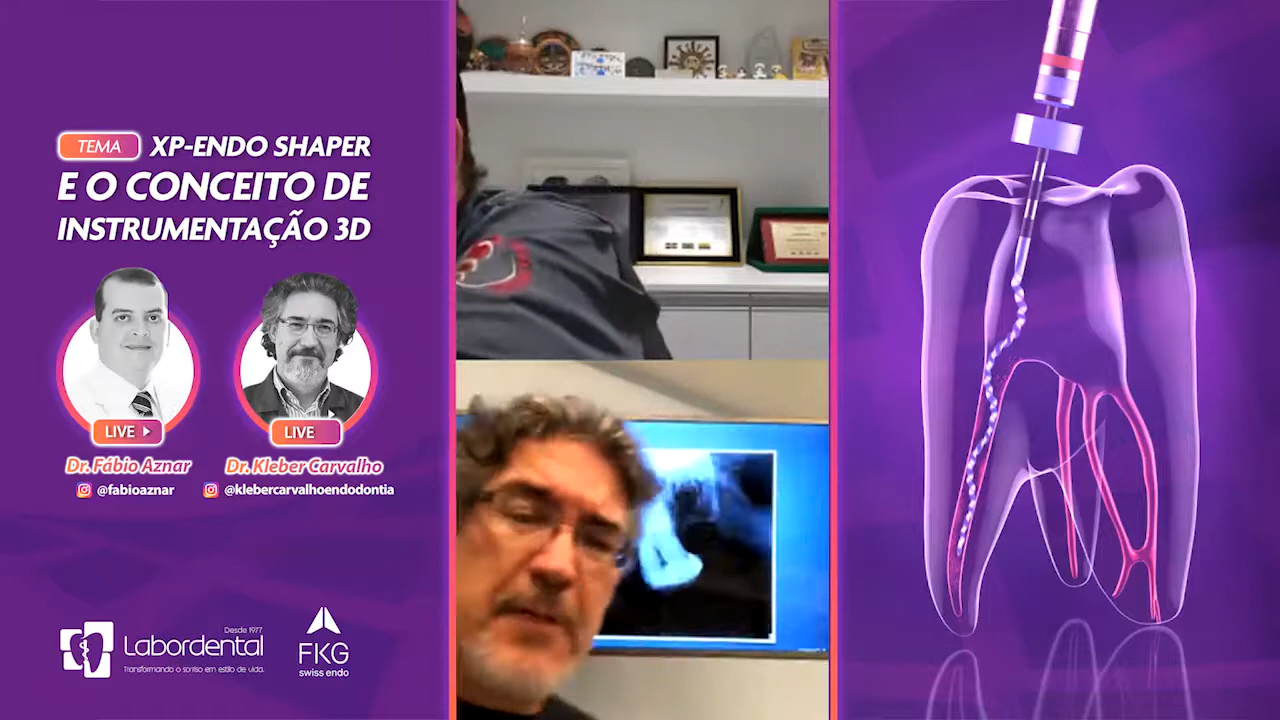 TEMA XP-ENDO SHAPER
E O CONCEITO DE
INSTRUMENTAÇÃO 3D
LIVE
LIVE
Dr. Fábio Aznar
Dr. Kleber Carvalho
@fabioaznar
@klebercarvalhoendodontia
Desde 1977
Labordental
Transformando o sorriso em estilo de vida.
FKG
swiss endo